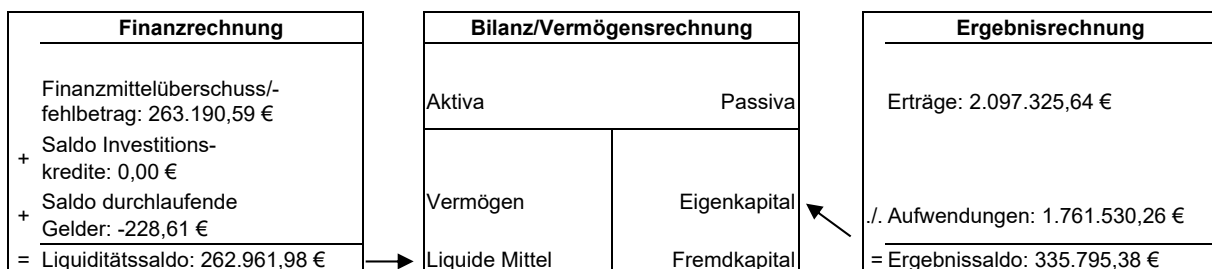 Finanzrechnung
Finanzmittelüberschuss/-
fehlbetrag: 263.190,59 €
+ Saldo Investitions-
kredite: 0,00 €
+ Saldo durchlaufende
Gelder: -228,61 €
= Liquiditätssaldo: 262.961,98 €
Bilanz/Vermögensrechnung
Aktiva Passiva
Vermögen Eigenkapital
Liquide Mittel Fremdkapital
Ergebnisrechnung
Erträge: 2.097.325,64 €
./. Aufwendungen: 1.761.530,26 €
= Ergebnissaldo: 335.795,38 €